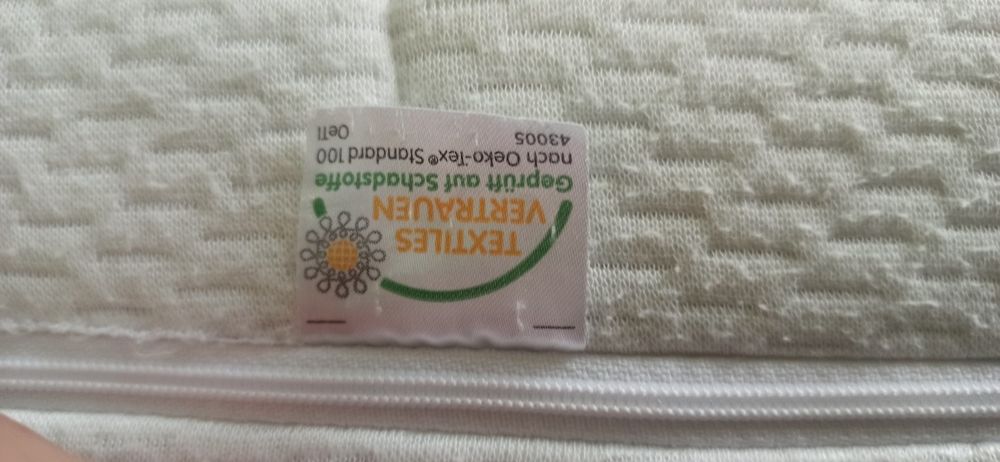 TEXTILES
VERTRAUEN
Geprüft auf Schadstoffe
nach Oeko-Tex® Standard 100
43005 OeTI